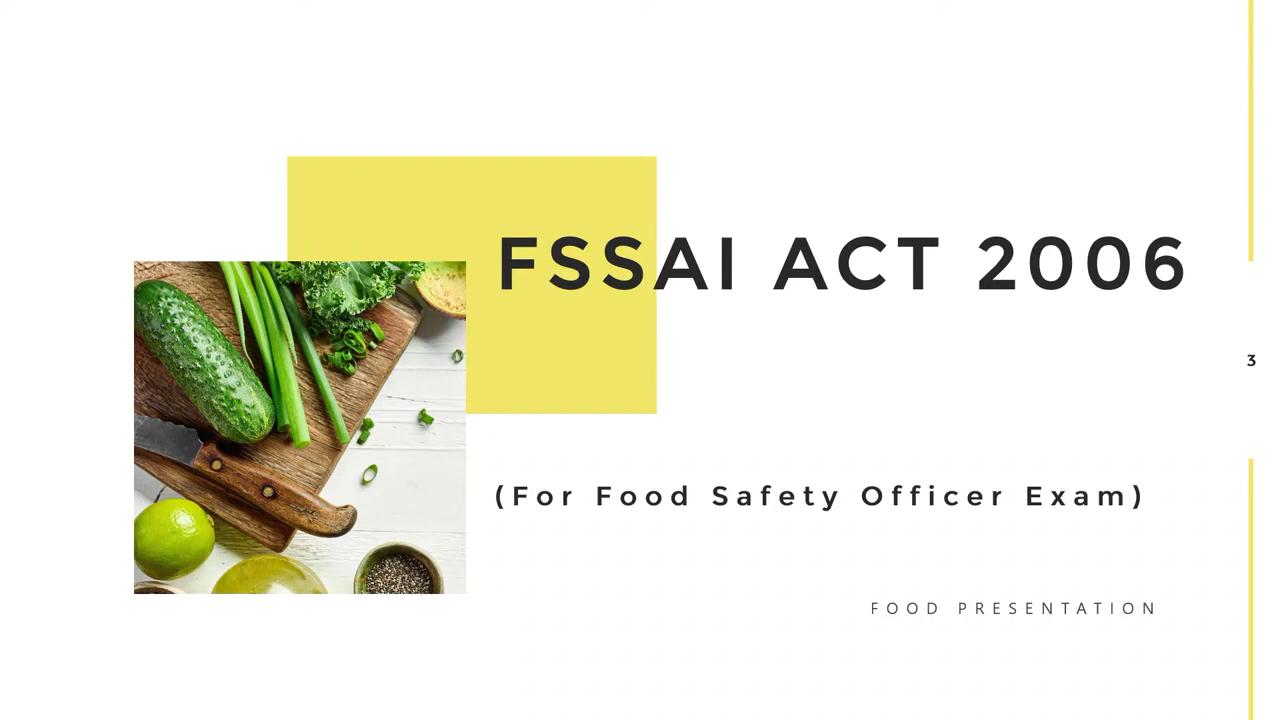 FSSAI ACT 2006
3
(For Food Safety Officer Exam)
FOOD PRESENTATION